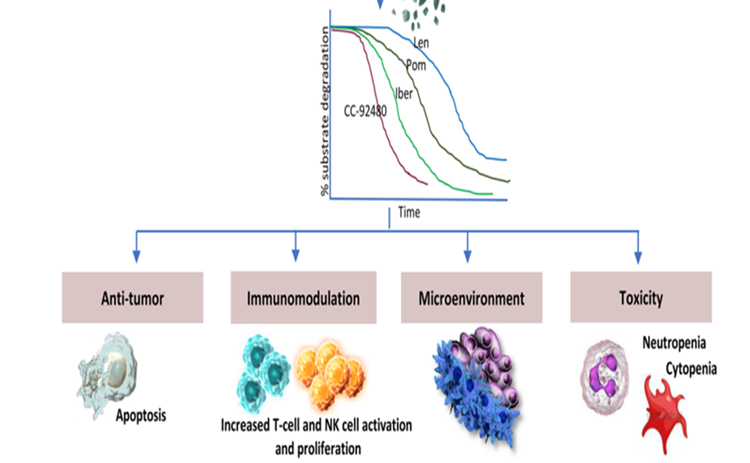 % substrate degradation
Len
Pom
Iber
CC-92480
Time
Anti-tumor
Immunomodulation
Microenvironment
Toxicity
Apoptosis
Increased T-cell and NK cell activation
and proliferation
Neutropenia
Cytopenia